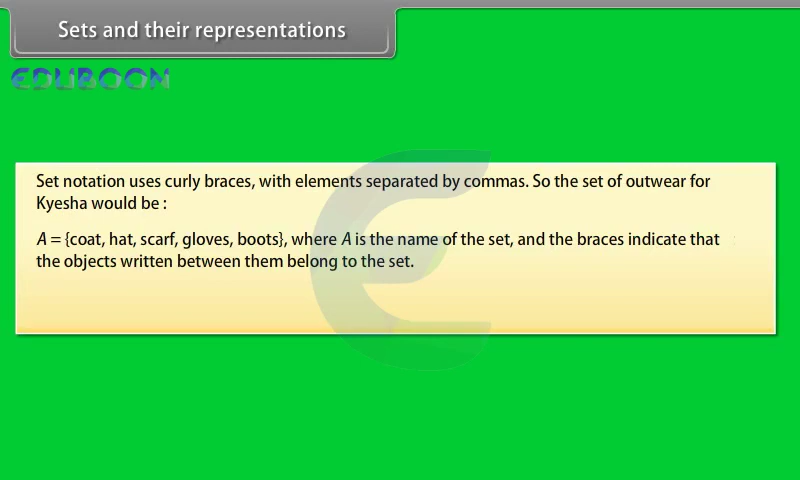 Sets and their representations
EDUBOON
Set notation uses curly braces, with elements separated by commas. So the set of outwear for
Kyesha would be :
A = {coat, hat, scarf, gloves, boots}, where A is the name of the set, and the braces indicate that
the objects written between them belong to the set.